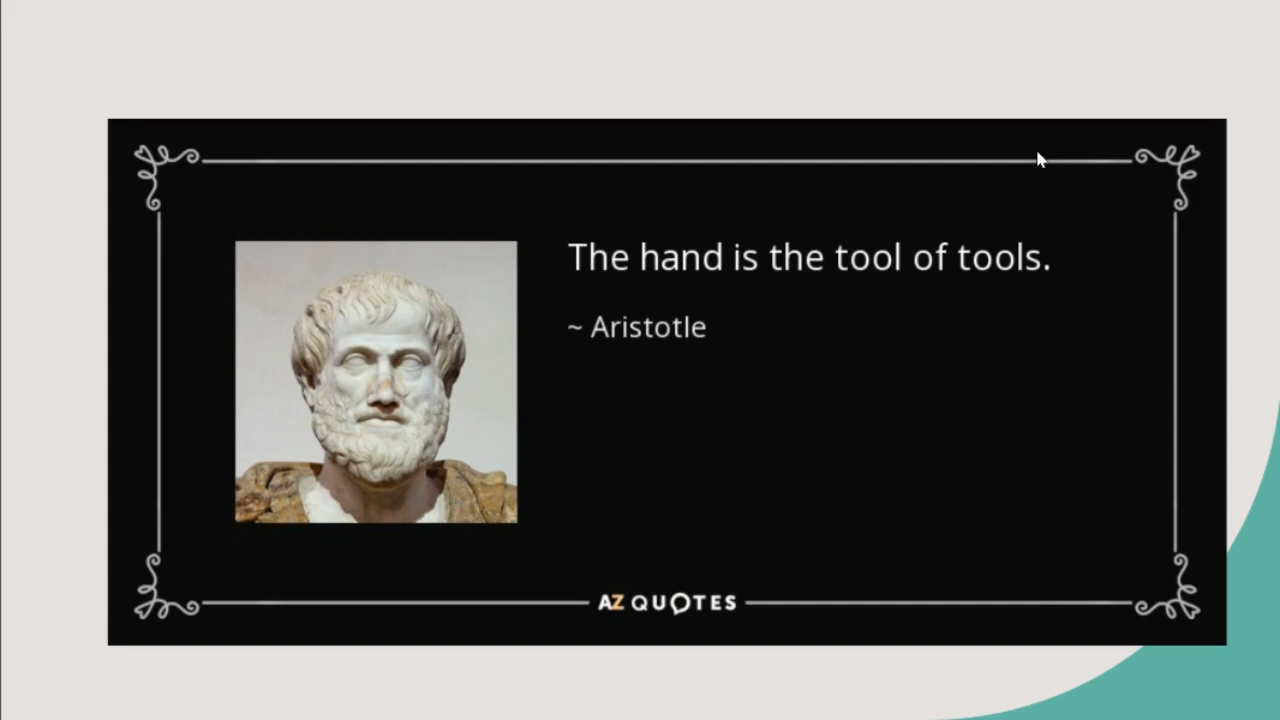 The hand is the tool of tools.
~ Aristotle
AZ QUOTES